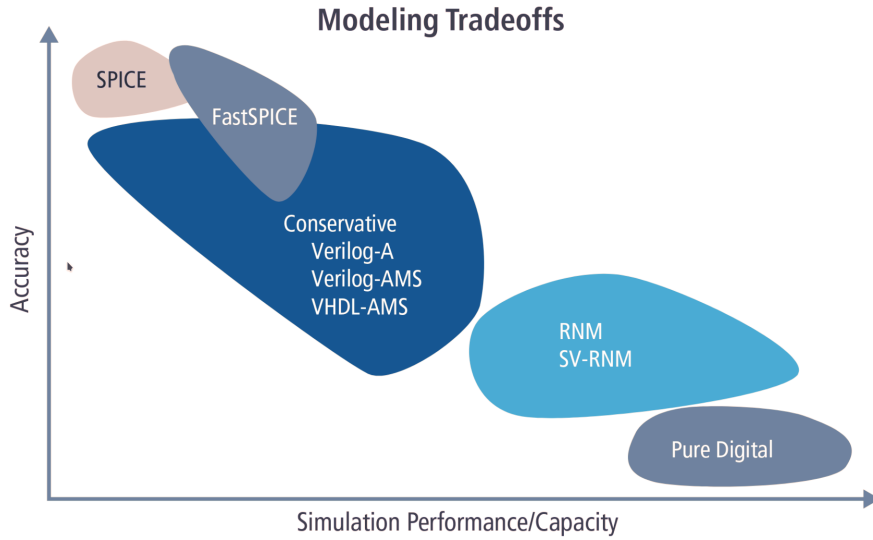 Modeling Tradeoffs
SPICE
FastSPICE
Conservative
Verilog-A
Verilog-AMS
VHDL-AMS
RNM
SV-RNM
Pure Digital
Accuracy
Simulation Performance/Capacity